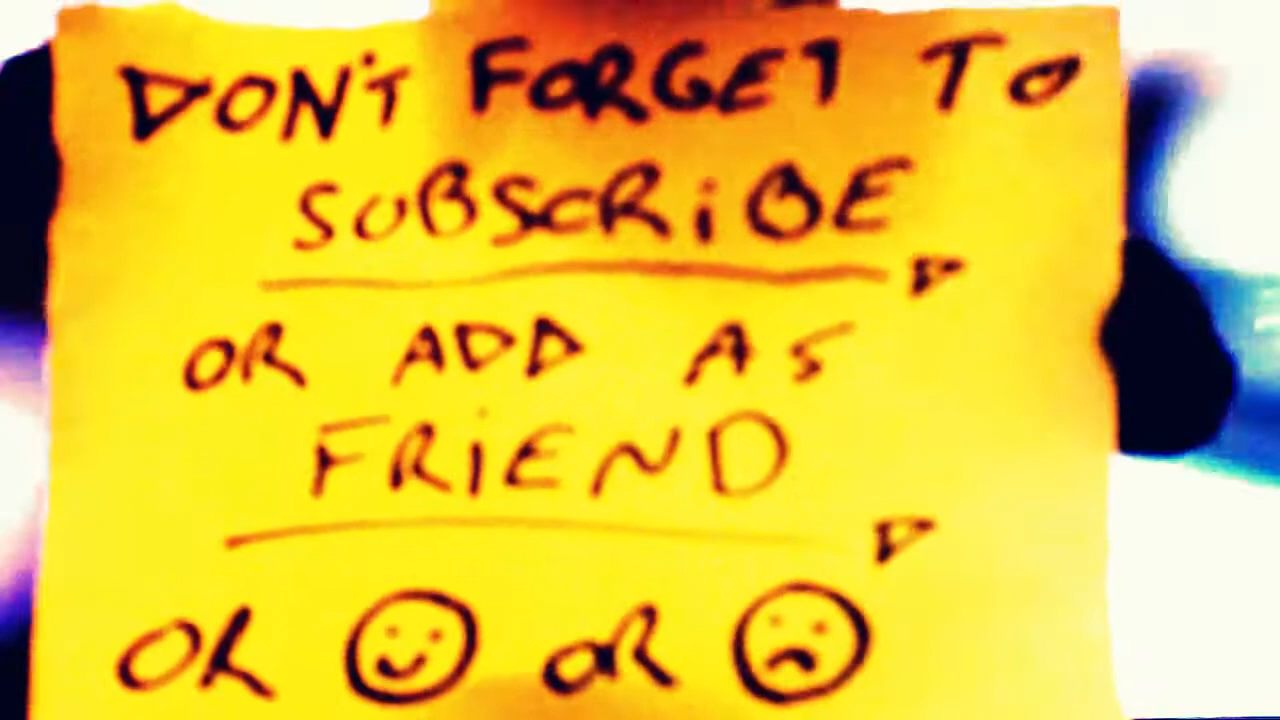 DON'T FORGET TO
SUBSCRIBE
OR ADD AS
FRIEND
OR ☺ OR ☹